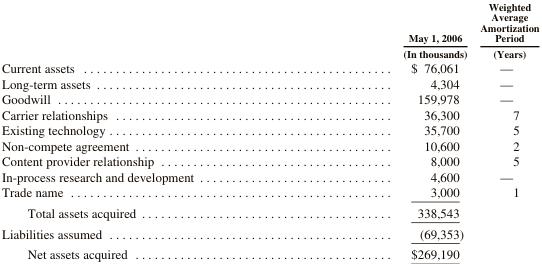 Weighted
Average
Amortization
May 1, 2006 Period
(In thousands) (Years)
Current assets $ 76,061 —
Long-term assets 4,304 —
Goodwill 159,978 —
Carrier relationships 36,300 7
Existing technology 35,700 5
Non-compete agreement 10,600 2
Content provider relationship 8,000 5
In-process research and development 4,600 —
Trade name 3,000 1
Total assets acquired 338,543
Liabilities assumed (69,353)
Net assets acquired $269,190